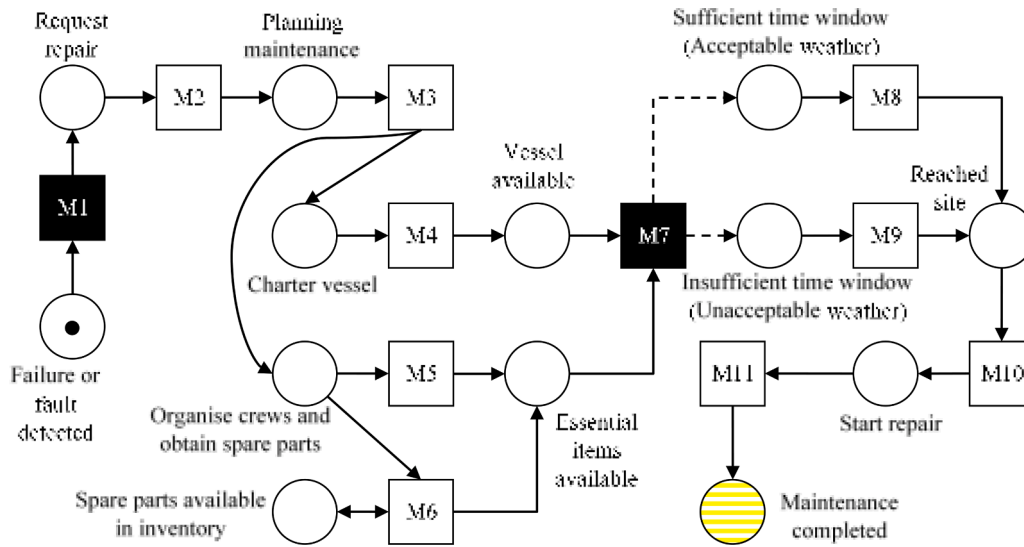 Request
repair
Planning
maintenance
Sufficient time window
(Acceptable weather)
M2
M3
M8
M1
Vessel
available
Reached
site
M4
M7
M9
Charter vessel
Insufficient time window
(Unacceptable weather)
Failure or
fault
detected
M5
M11
M10
Organise crews and
obtain spare parts
Essential
items
available
Start repair
Spare parts available
in inventory
M6
Maintenance
completed